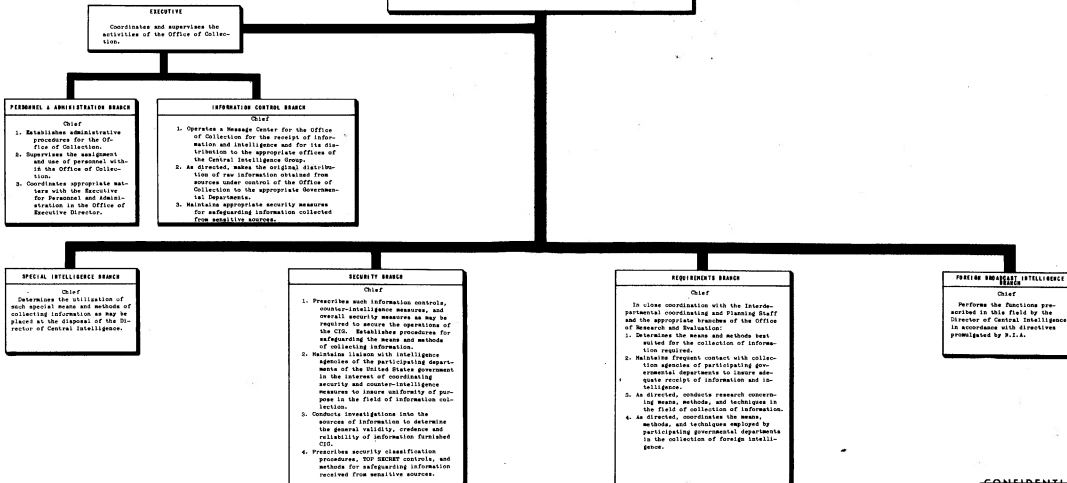 EXECUTIVE
Coordinates and supervises the
activities of the Office of Collec-
tion.
PERSONNEL & ADMINISTRATION BRANCH
Chief
1. Establishes administrative
procedures for the Of-
fice of Collection.
2. Supervises the assignment
and use of personnel with-
in the Office of Collec-
tion.
3. Coordinates appropriate mat-
ters with the Executive
for Personnel and Admini-
stration in the Office of
Executive Director.
INFORMATION CONTROL BRANCH
Chief
1. Operates a Message Center for the Office
of Collection for the receipt of infor-
mation and intelligence and for its dis-
tribution to the appropriate offices of
the Central Intelligence Group.
2. As directed, makes the original distribu-
tion of raw information obtained from
sources under control of the Office of
Collection to the appropriate Governmen-
tal Departments.
3. Maintains appropriate security measures
for safeguarding information collected
from sensitive sources.
SPECIAL INTELLIGENCE BRANCH
Chief
Determines the utilization of
such special means and methods of
collecting information as may be
placed at the disposal of the Di-
rector of Central Intelligence.
SECURITY BRANCH
Chief
1. Prescribes such information controls,
counter-intelligence measures, and
overall security measures as may be
required to secure the operations of
the CIG. Establishes procedures for
safeguarding the means and methods
of collecting information.
2. Maintains liaison with intelligence
agencies of the participating depart-
ments of the United States government
in the interest of coordinating
security and counter-intelligence
measures to insure uniformity of pur-
pose in the field of information col-
lection.
3. Conducts investigations into the
sources of information to determine
the general validity, credence and
reliability of information furnished
CIG.
4. Prescribes security classification
procedures, TOP SECRET controls, and
methods for safeguarding information
received from sensitive sources.
REQUIREMENTS BRANCH
Chief
In close coordination with the Interde-
partmental coordinating and Planning Staff
and the appropriate branches of the Office
of Research and Evaluation:
1. Determines the means and methods best
suited for the collection of informa-
tion required.
2. Maintains frequent contact with collec-
tion agencies of participating gov-
ernmental departments to insure ade-
quate receipt of information and in-
telligence.
3. As directed, conducts research concern-
ing means, methods, and techniques in
the field of collection of information.
4. As directed, coordinates the means,
methods, and techniques employed by
participating governmental departments
in the collection of foreign intelli-
gence.
FOREIGN BROADCAST INTELLIGENCE
BRANCH
Chief
Performs the functions pre-
scribed in this field by the
Director of Central Intelligence
in accordance with directives
promulgated by N.I.A.